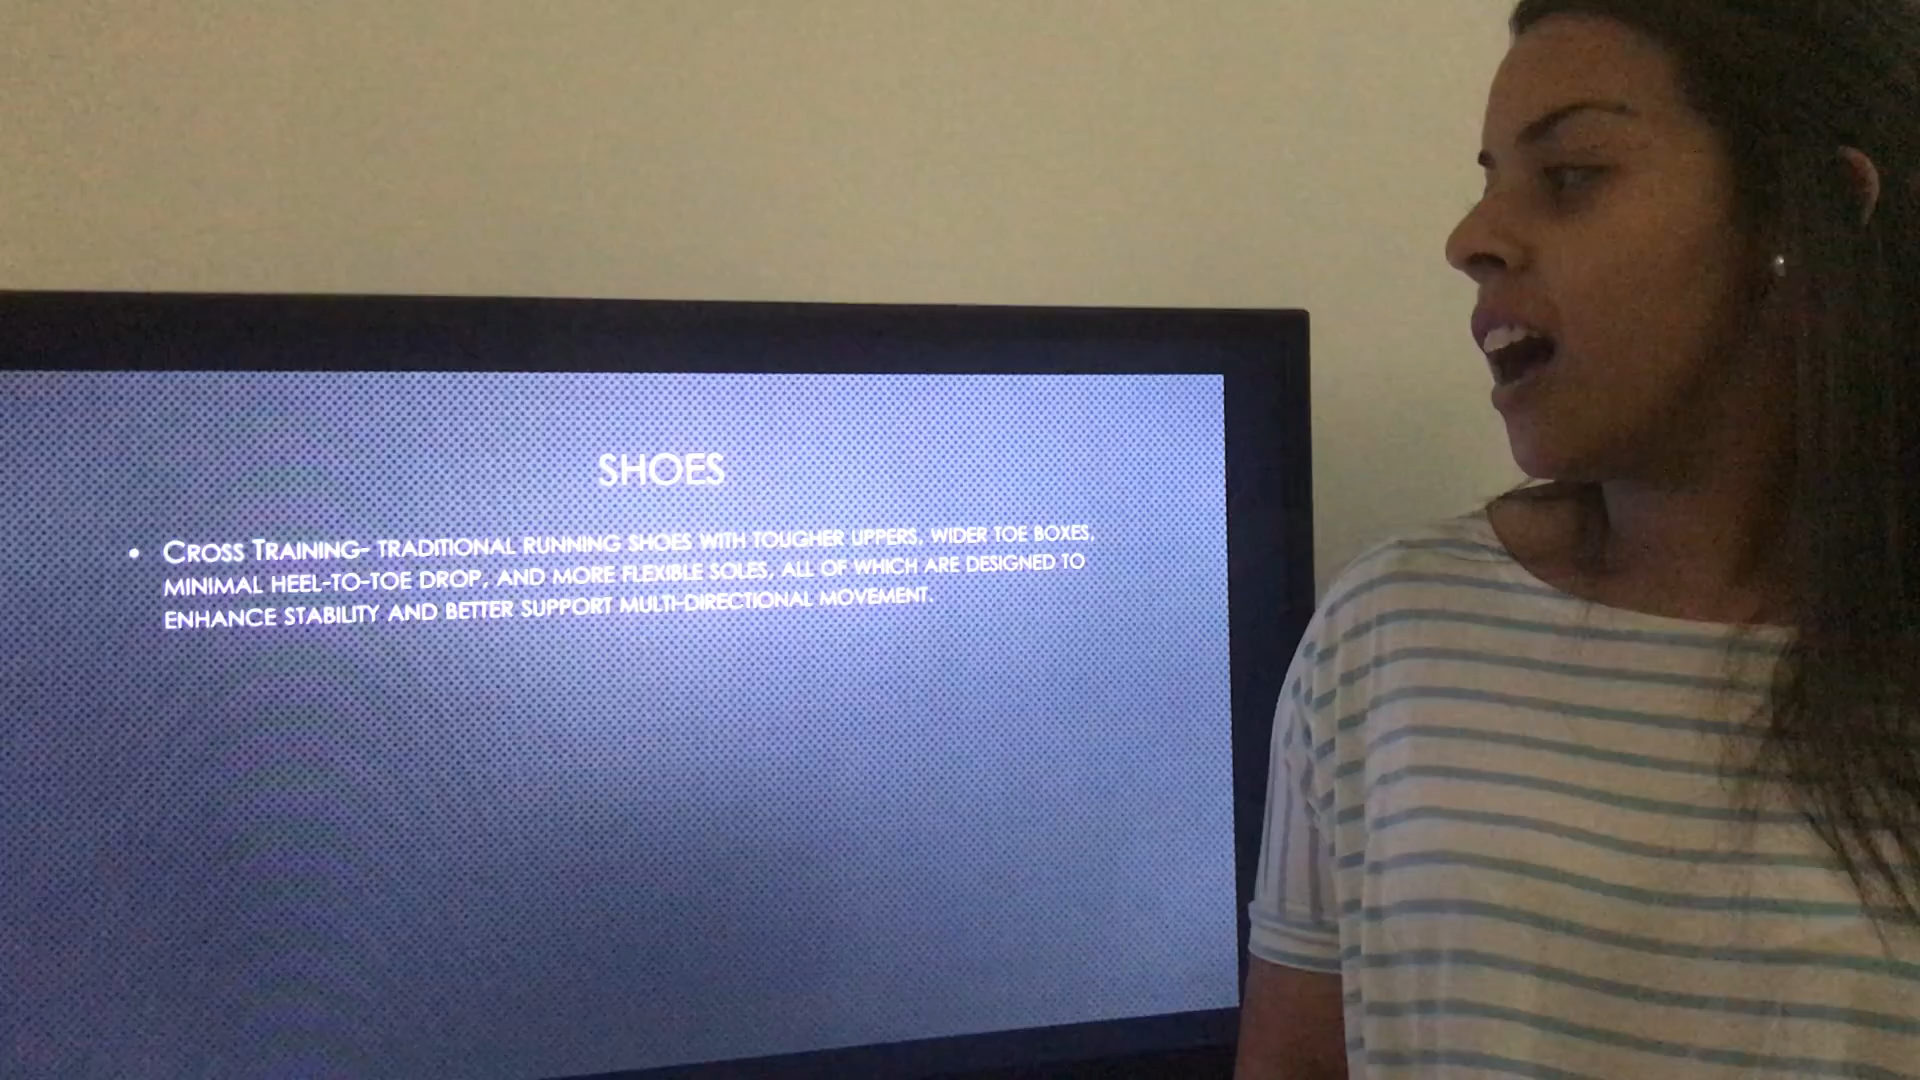 SHOES
• CROSS TRAINING- TRADITIONAL RUNNING SHOES WITH TOUGHER UPPERS, WIDER TOE BOXES,
MINIMAL HEEL-TO-TOE DROP, AND MORE FLEXIBLE SOLES, ALL OF WHICH ARE DESIGNED TO
ENHANCE STABILITY AND BETTER SUPPORT MULTI-DIRECTIONAL MOVEMENT.